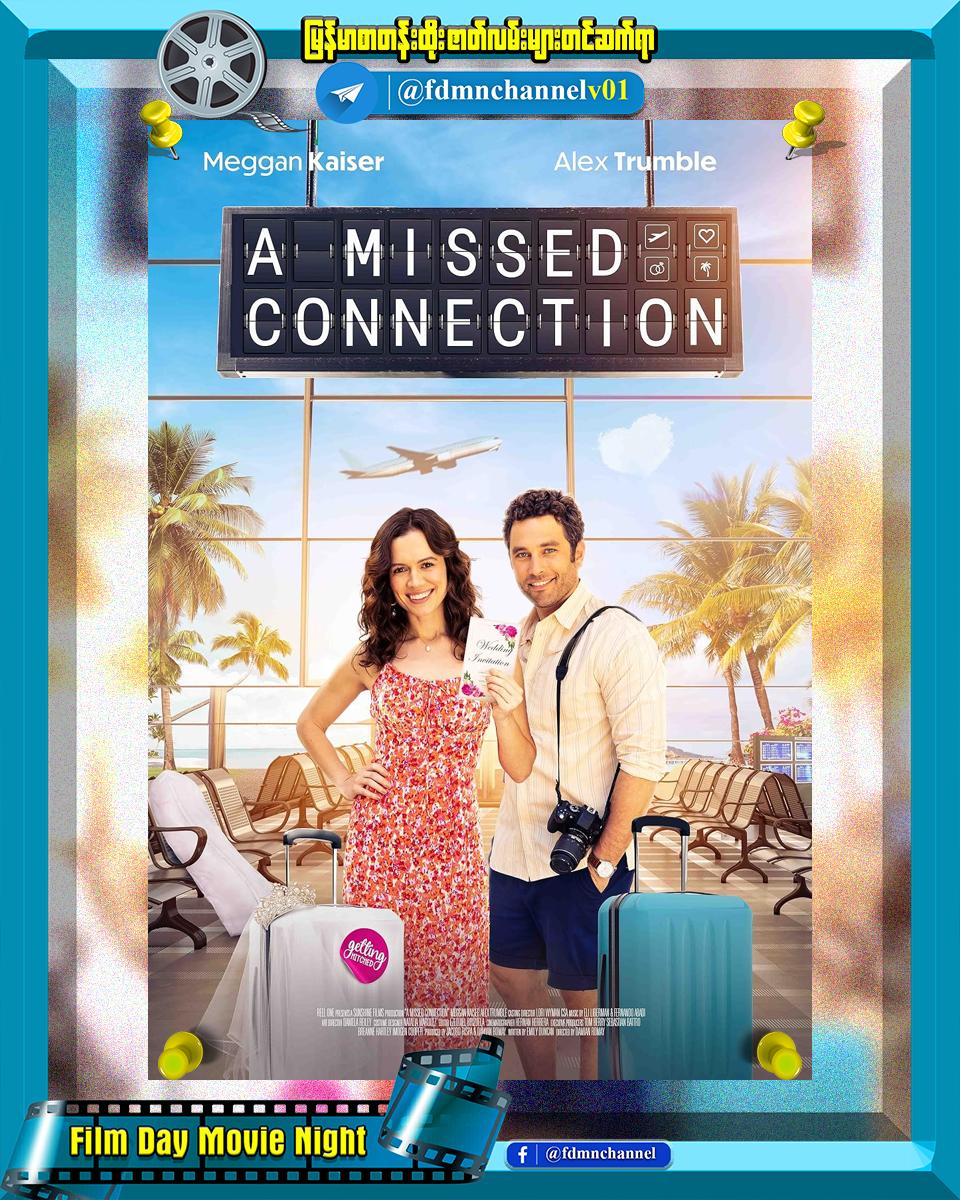 မြန်မာစာတန်းထိုးဇာတ်လမ်းများတင်ဆက်ရာ
@fdmnchannelv01
Meggan Kaiser
Alex Trumble
A MISSED
CONNECTION
Wedding
Invitation
getting
HITCHED
Film Day Movie Night
@fdmnchannel